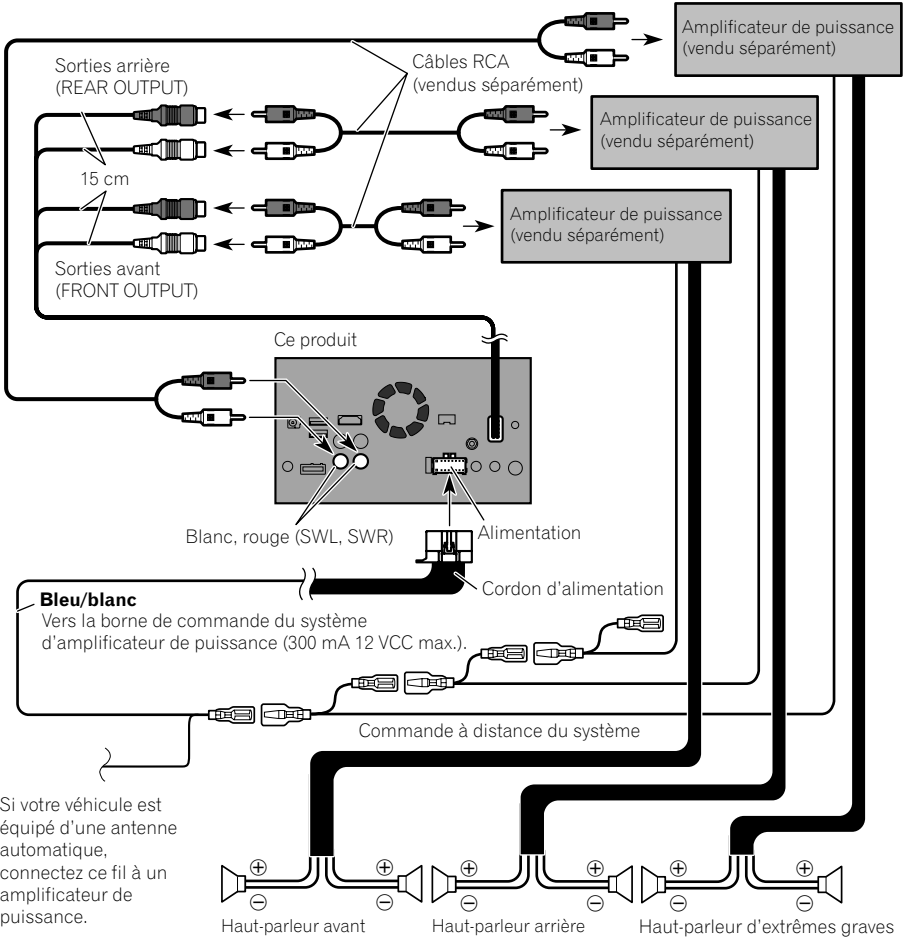 Amplificateur de puissance
(vendu séparément)
Sorties arrière
(REAR OUTPUT)
Câbles RCA
(vendus séparément)
Amplificateur de puissance
(vendu séparément)
15 cm
Amplificateur de puissance
(vendu séparément)
Sorties avant
(FRONT OUTPUT)
Ce produit
Blanc, rouge (SWL, SWR)
Alimentation
Cordon d'alimentation
Bleu/blanc
Vers la borne de commande du système
d'amplificateur de puissance (300 mA 12 VCC max.).
Commande à distance du système
Si votre véhicule est
équipé d'une antenne
automatique,
connectez ce fil à un
amplificateur de
puissance.
+ + + + + +
− − − − − −
Haut-parleur avant
Haut-parleur arrière
Haut-parleur d'extrêmes graves